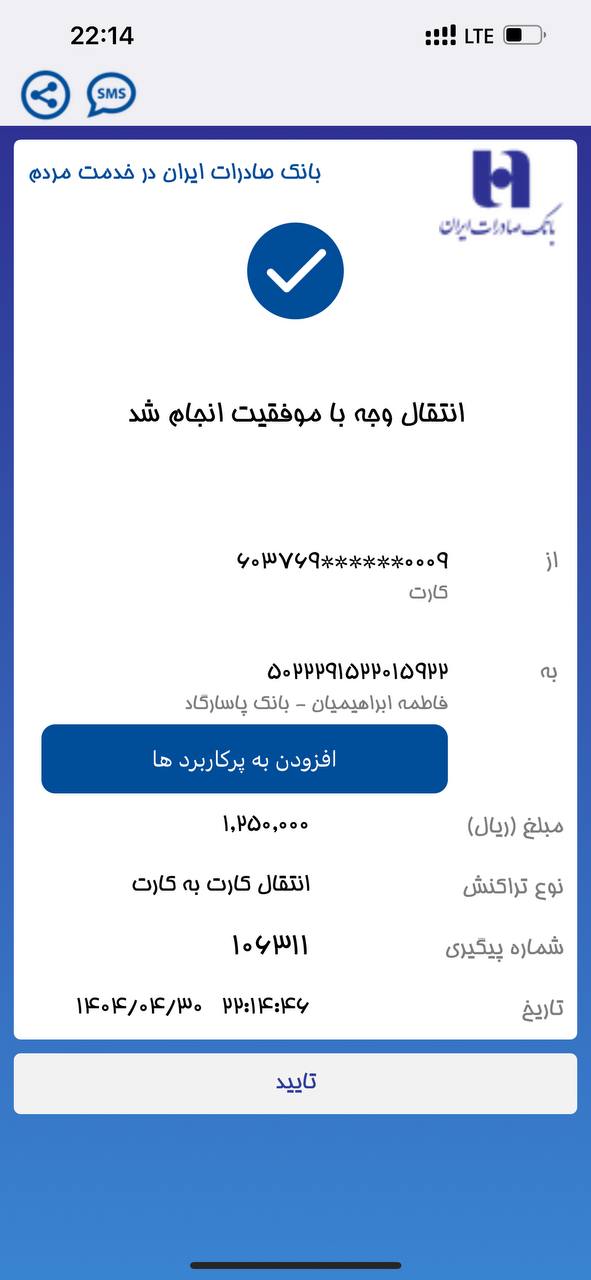 22:14
LTE
SMS
بانک صادرات ایران
بانک صادرات ایران در خدمت مردم
انتقال وجه با موفقیت انجام شد
از ۶۰۳۷۶۹******۰۰۰۹
کارت
به ۵۰۲۲۲۹۱۵۲۲۰۱۵۹۲۲
فاطمه ابراهیمیان - بانک پاسارگاد
افزودن به پرکاربرد ها
مبلغ (ریال) ۱,۲۵۰,۰۰۰
نوع تراکنش انتقال کارت به کارت
شماره پیگیری ۱۰۶۳۱۱
تاریخ ۲۲:۱۴:۴۶ ۱۴۰۴/۰۴/۳۰
تایید